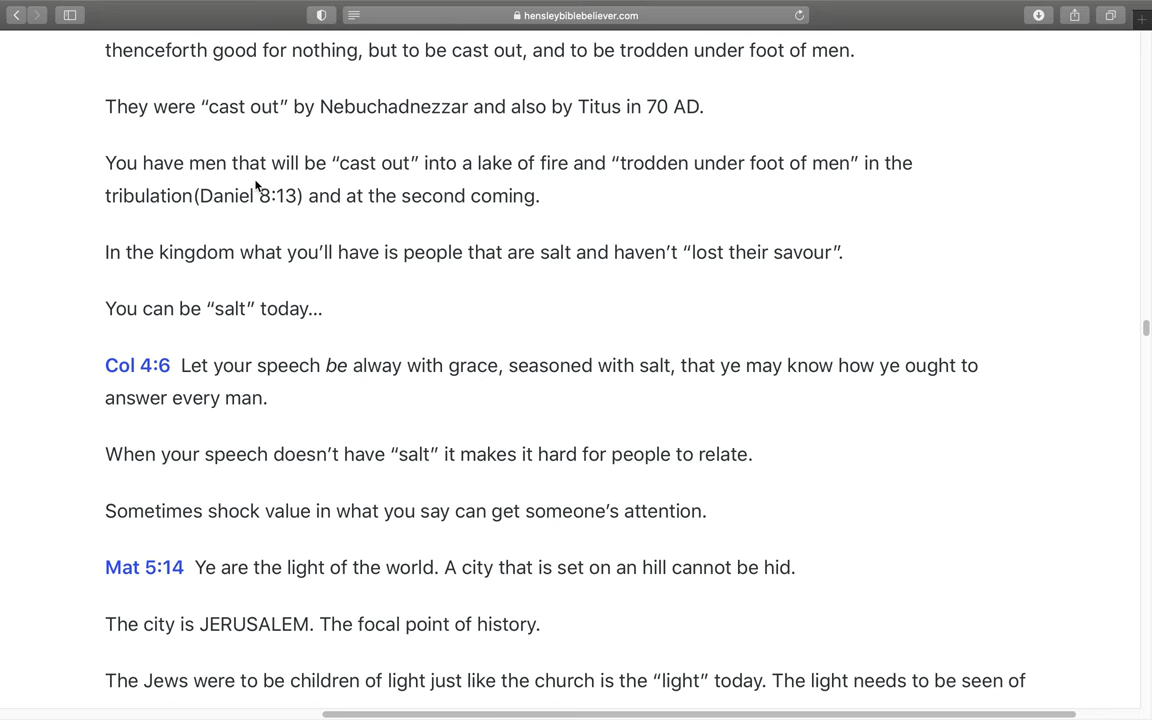 hensleybiblebeliever.com
thenceforth good for nothing, but to be cast out, and to be trodden under foot of men.
They were “cast out” by Nebuchadnezzar and also by Titus in 70 AD.
You have men that will be “cast out” into a lake of fire and “trodden under foot of men” in the
tribulation(Daniel 8:13) and at the second coming.
In the kingdom what you’ll have is people that are salt and haven’t “lost their savour”.
You can be “salt” today…
Col 4:6 Let your speech be alway with grace, seasoned with salt, that ye may know how ye ought to
answer every man.
When your speech doesn’t have “salt” it makes it hard for people to relate.
Sometimes shock value in what you say can get someone’s attention.
Mat 5:14 Ye are the light of the world. A city that is set on an hill cannot be hid.
The city is JERUSALEM. The focal point of history.
The Jews were to be children of light just like the church is the “light” today. The light needs to be seen of